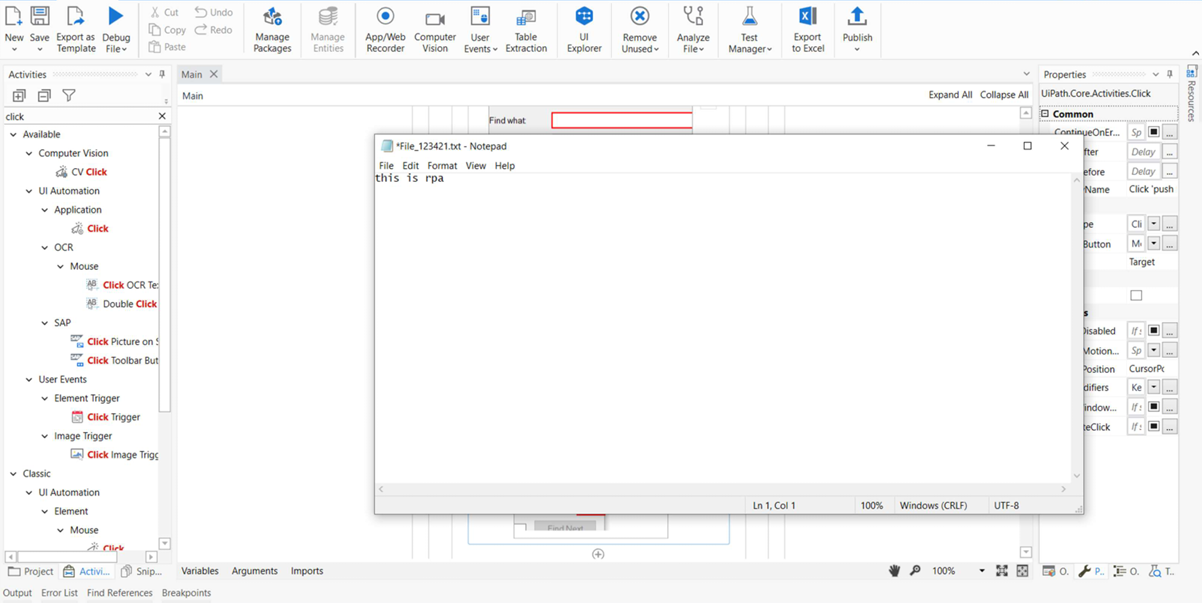 New
Save
Export as Template
Debug File
Cut
Copy
Paste
Undo
Redo
Manage Packages
Manage Entities
App/Web Recorder
Computer Vision
User Events
Table Extraction
UI Explorer
Remove Unused
Analyze File
Test Manager
Export to Excel
Publish
Activities
click
Available
Computer Vision
CV Click
UI Automation
Application
Click
OCR
Mouse
Click OCR Te
Double Click
SAP
Click Picture on S
Click Toolbar But
User Events
Element Trigger
Click Trigger
Image Trigger
Click Image Trigg
Classic
UI Automation
Element
Mouse
Click
Project
Activi...
Snip...
Main
Main
Expand All
Collapse All
Find what
*File_123421.txt - Notepad
File Edit Format View Help
this is rpa
Ln 1, Col 1
100%
Windows (CRLF)
UTF-8
Find Next
Variables
Arguments
Imports
100%
Properties
UiPath.Core.Activities.Click
Common
ContinueOnEr...
Sp
...
fter
Delay
...
efore
Delay
...
Name
Click 'push
pe
Cli
...
Button
...
Target
s
Disabled
If
...
Motion...
Sp
...
Position
CursorPo
difiers
Ke
...
indow...
If
...
teClick
If
...
O.
P..
O.
T..
Resources
Output
Error List
Find References
Breakpoints